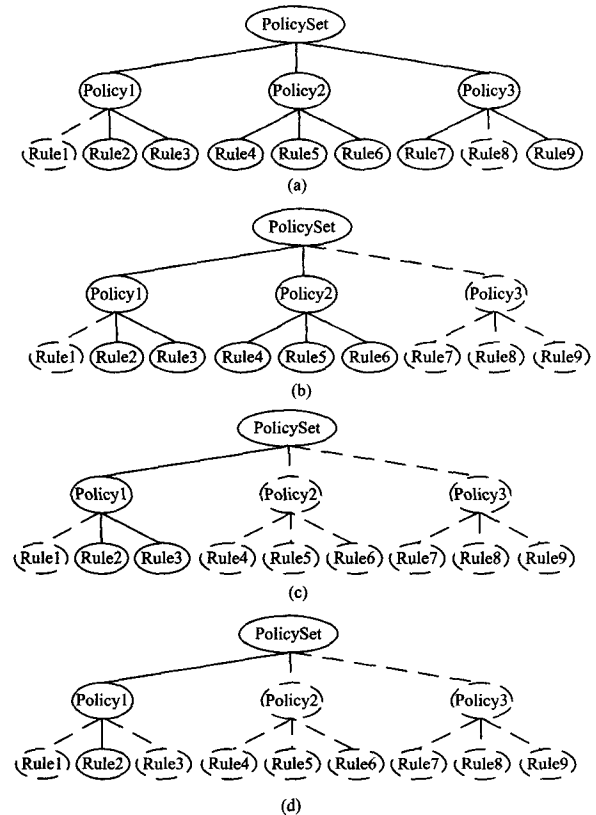 PolicySet
Policy1 Policy2 Policy3
Rule1 Rule2 Rule3 Rule4 Rule5 Rule6 Rule7 Rule8 Rule9
(a)
PolicySet
Policy1 Policy2 Policy3
Rule1 Rule2 Rule3 Rule4 Rule5 Rule6 Rule7 Rule8 Rule9
(b)
PolicySet
Policy1 Policy2 Policy3
Rule1 Rule2 Rule3 Rule4 Rule5 Rule6 Rule7 Rule8 Rule9
(c)
PolicySet
Policy1 Policy2 Policy3
Rule1 Rule2 Rule3 Rule4 Rule5 Rule6 Rule7 Rule8 Rule9
(d)